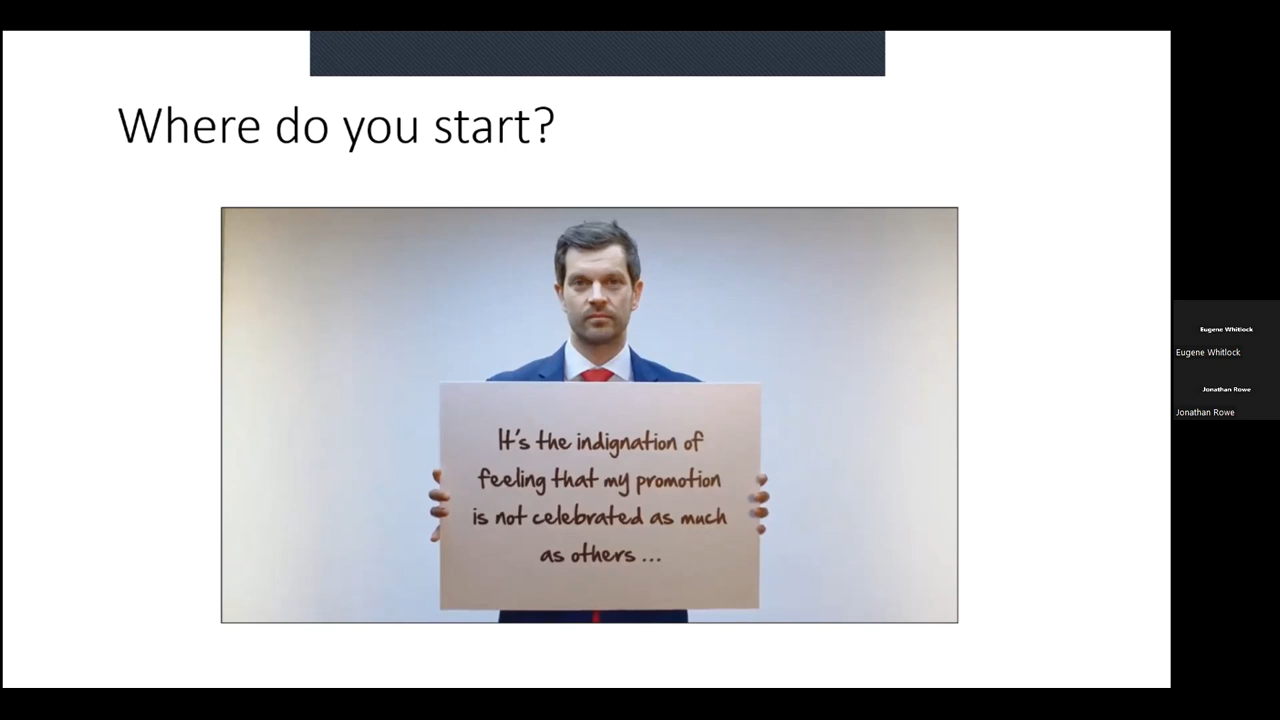 Where do you start?
It's the indignation of
feeling that my promotion
is not celebrated as much
as others ...
Eugene Whitlock
Eugene Whitlock
Jonathan Rowe
Jonathan Rowe